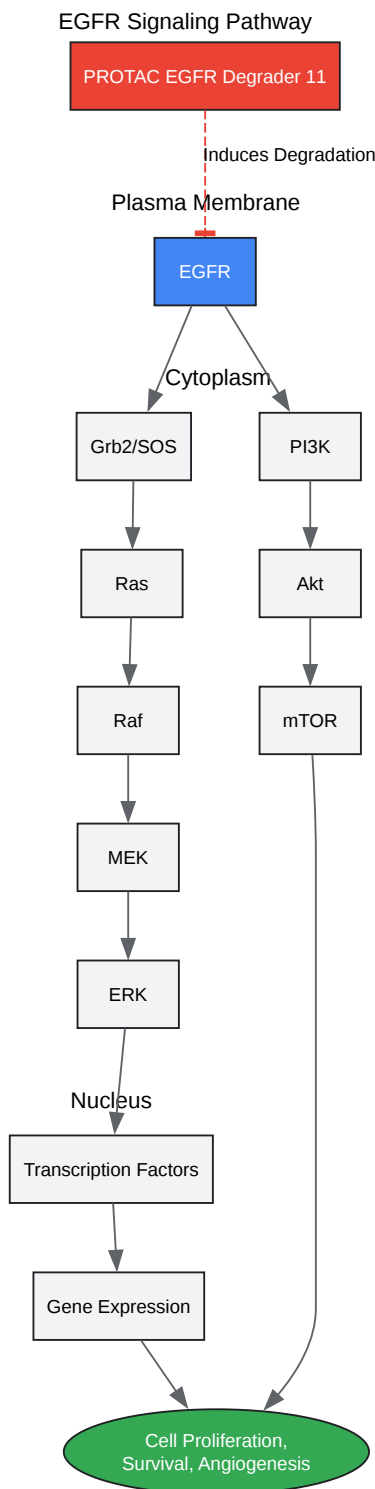 EGFR Signaling Pathway
PROTAC EGFR Degrader 11
Induces Degradation
Plasma Membrane
EGFR
Cytoplasm
Grb2/SOS
PI3K
Ras
Akt
Raf
mTOR
MEK
ERK
Nucleus
Transcription Factors
Gene Expression
Cell Proliferation,
Survival, Angiogenesis